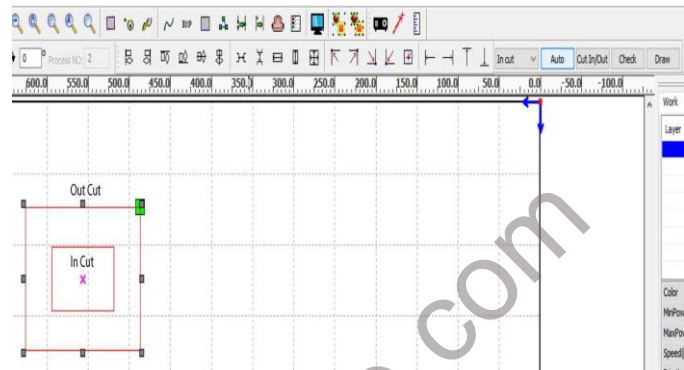 0 ° Process NO: 2 In cut Auto Cut In/Out Check Draw
600.0 550.0 500.0 450.0 400.0 350.0 300.0 250.0 200.0 150.0 100.0 50.0 0.0 -50.0 -100.0
Work
Layer
Out Cut
In Cut
com
Color
MinPow
MaxPow
Speed(